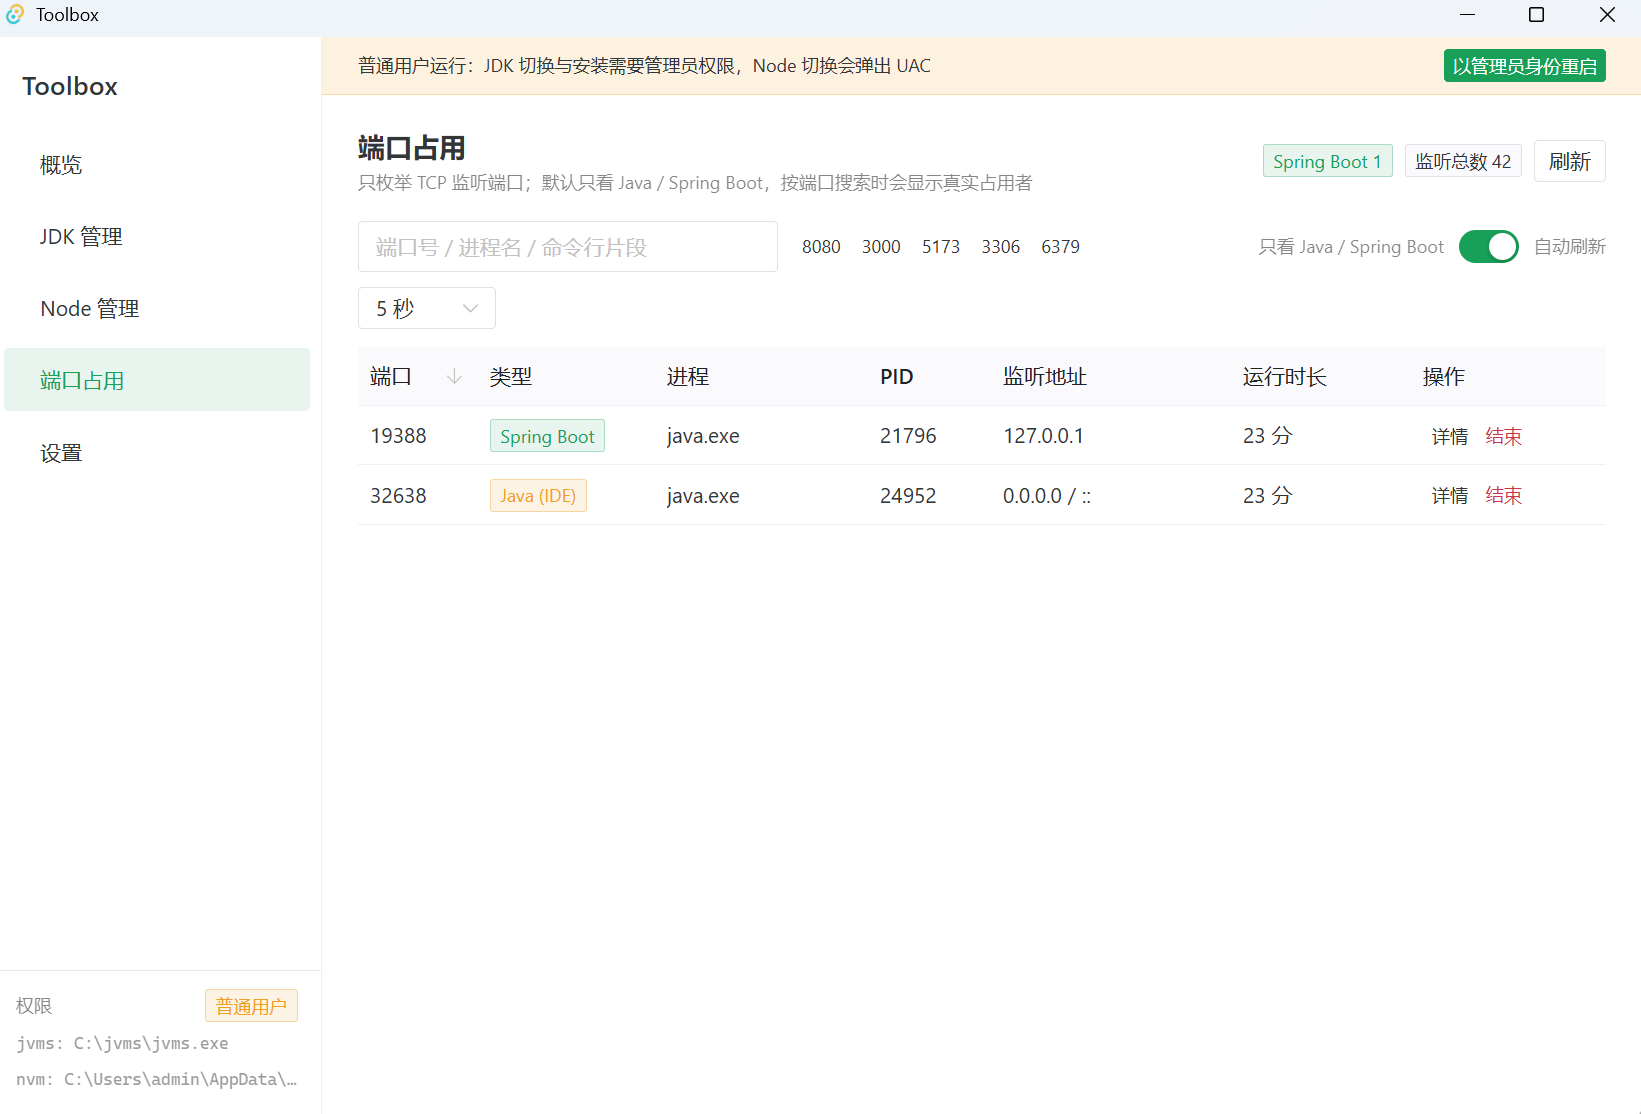 Toolbox
Toolbox
概览
JDK 管理
Node 管理
端口占用
设置
权限 普通用户
jvms: C:\jvms\jvms.exe
nvm: C:\Users\admin\AppData\…
普通用户运行：JDK 切换与安装需要管理员权限，Node 切换会弹出 UAC 以管理员身份重启
端口占用
只枚举 TCP 监听端口；默认只看 Java / Spring Boot，按端口搜索时会显示真实占用者
Spring Boot 1 监听总数 42 刷新
端口号 / 进程名 / 命令行片段 8080 3000 5173 3306 6379 只看 Java / Spring Boot 自动刷新
5 秒
端口 类型 进程 PID 监听地址 运行时长 操作
19388 Spring Boot java.exe 21796 127.0.0.1 23 分 详情 结束
32638 Java (IDE) java.exe 24952 0.0.0.0 / :: 23 分 详情 结束